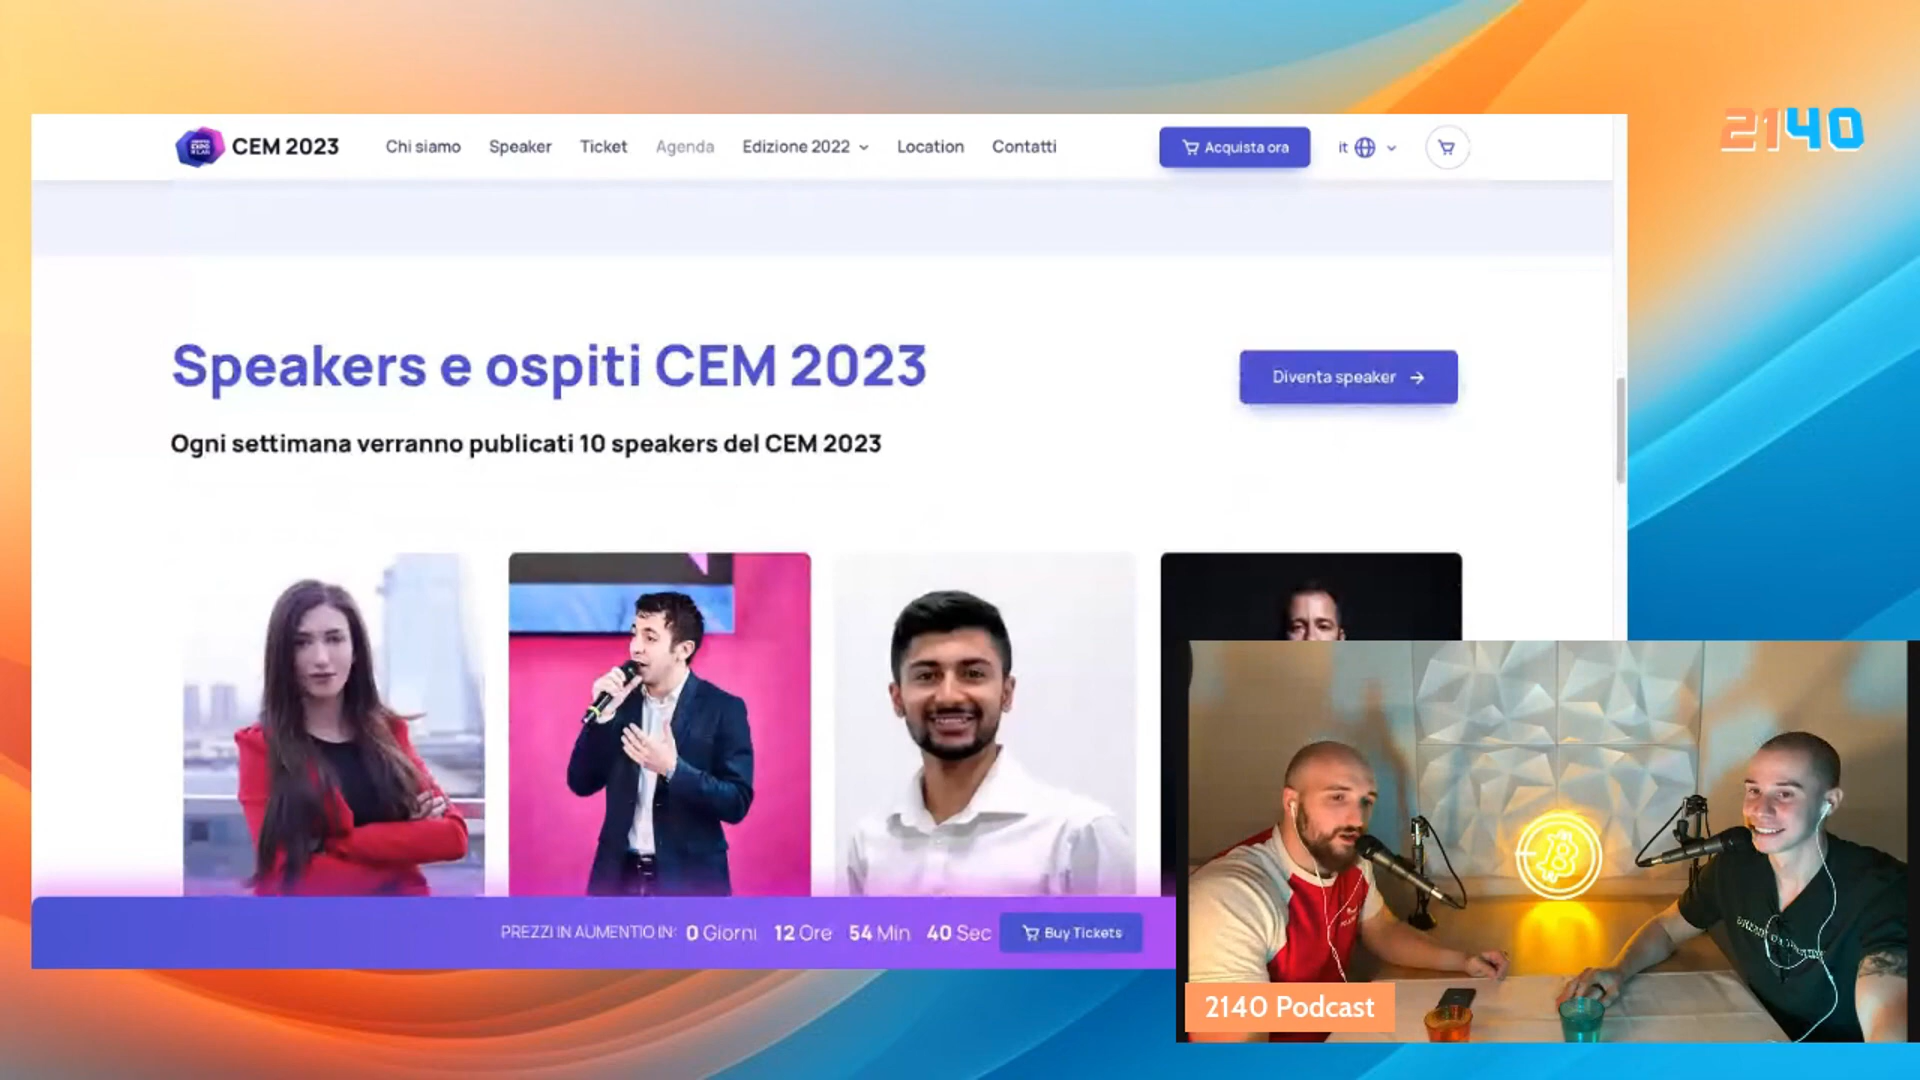 CEM 2023
Chi siamo
Speaker
Ticket
Agenda
Edizione 2022
Location
Contatti
Acquista ora
it
2140
Speakers e ospiti CEM 2023
Diventa speaker
Ogni settimana verranno publicati 10 speakers del CEM 2023
PREZZI IN AUMENTIO IN: 0 Giorni 12 Ore 54 Min 40 Sec
Buy Tickets
2140 Podcast